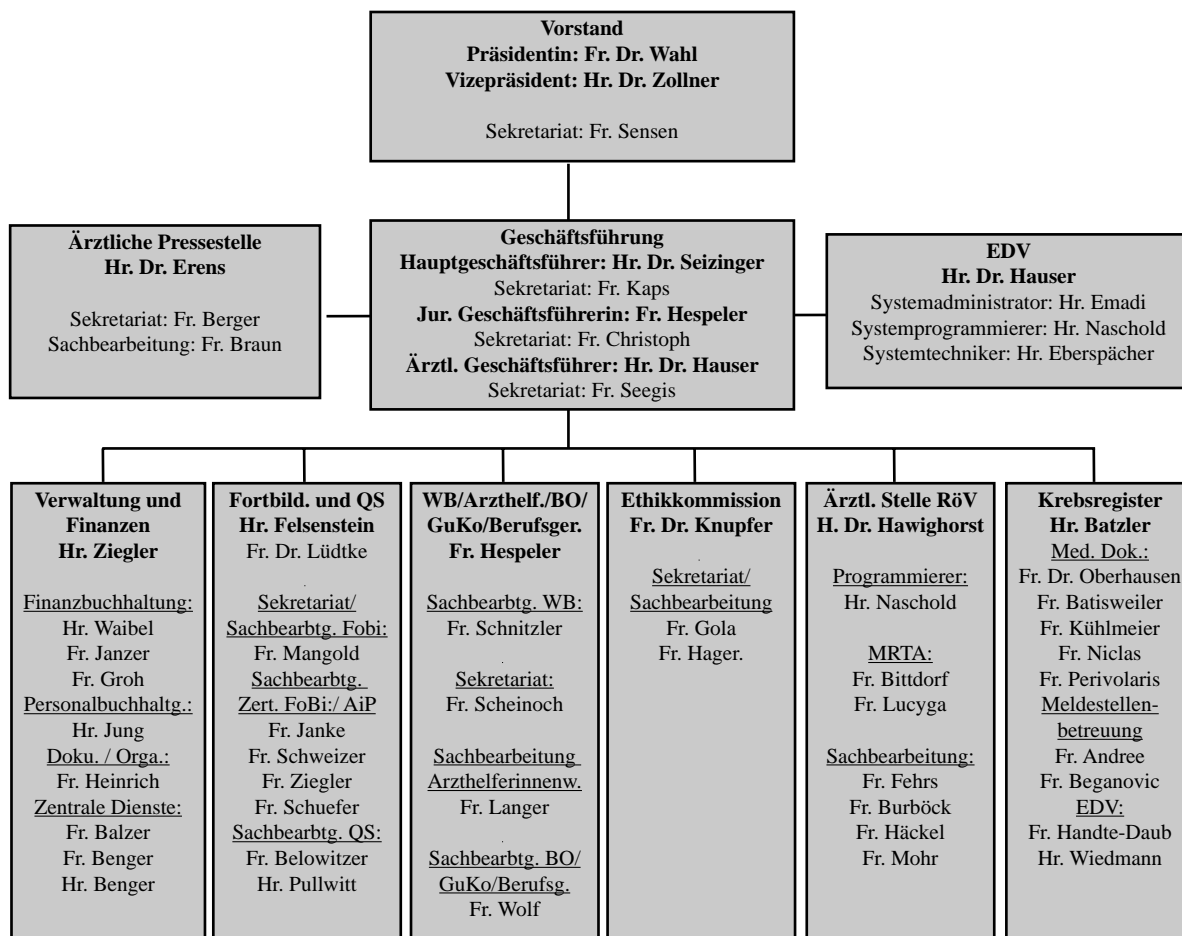 Vorstand
Präsidentin: Fr. Dr. Wahl
Vizepräsident: Hr. Dr. Zollner
Sekretariat: Fr. Sensen
Ärztliche Pressestelle
Hr. Dr. Erens
Sekretariat: Fr. Berger
Sachbearbeitung: Fr. Braun
Geschäftsführung
Hauptgeschäftsführer: Hr. Dr. Seizinger
Sekretariat: Fr. Kaps
Jur. Geschäftsführerin: Fr. Hespeler
Sekretariat: Fr. Christoph
Ärztl. Geschäftsführer: Hr. Dr. Hauser
Sekretariat: Fr. Seegis
EDV
Hr. Dr. Hauser
Systemadministrator: Hr. Emadi
Systemprogrammierer: Hr. Naschold
Systemtechniker: Hr. Eberspächer
Verwaltung und
Finanzen
Hr. Ziegler
Finanzbuchhaltung:
Hr. Waibel
Fr. Janzer
Fr. Groh
Personalbuchhaltg.:
Hr. Jung
Doku. / Orga.:
Fr. Heinrich
Zentrale Dienste:
Fr. Balzer
Fr. Benger
Hr. Benger
Fortbild. und QS
Hr. Felsenstein
Fr. Dr. Lüdtke
Sekretariat/
Sachbearbtg. Fobi:
Fr. Mangold
Sachbearbtg.
Zert. FoBi:/ AiP
Fr. Janke
Fr. Schweizer
Fr. Ziegler
Fr. Schuefer
Sachbearbtg. QS:
Fr. Belowitzer
Hr. Pullwitt
WB/Arzthelf./BO/
GuKo/Berufsger.
Fr. Hespeler
Sachbearbtg. WB:
Fr. Schnitzler
Sekretariat:
Fr. Scheinoch
Sachbearbeitung
Arzthelferinnenw.
Fr. Langer
Sachbearbtg. BO/
GuKo/Berufsg.
Fr. Wolf
Ethikkommission
Fr. Dr. Knupfer
Sekretariat/
Sachbearbeitung
Fr. Gola
Fr. Hager.
Ärztl. Stelle RöV
H. Dr. Hawighorst
Programmierer:
Hr. Naschold
MRTA:
Fr. Bittdorf
Fr. Lucyga
Sachbearbeitung:
Fr. Fehrs
Fr. Burböck
Fr. Häckel
Fr. Mohr
Krebsregister
Hr. Batzler
Med. Dok.:
Fr. Dr. Oberhausen
Fr. Batisweiler
Fr. Kühlmeier
Fr. Niclas
Fr. Perivolaris
Meldestellen-
betreuung
Fr. Andree
Fr. Beganovic
EDV:
Fr. Handte-Daub
Hr. Wiedmann